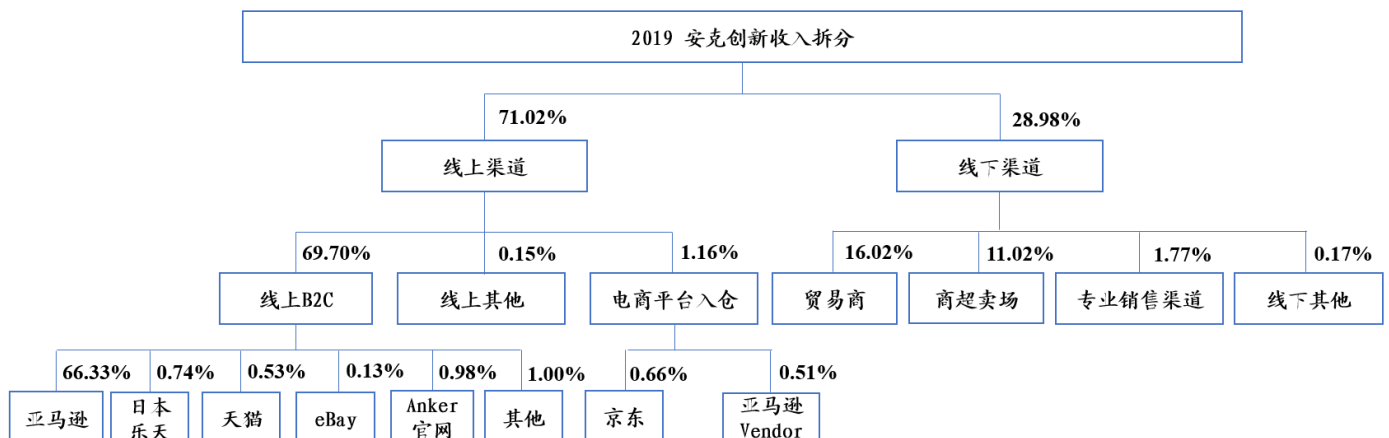 2019 安克创新收入拆分
71.02%
28.98%
线上渠道
线下渠道
69.70%
0.15%
1.16%
16.02%
11.02%
1.77%
0.17%
线上B2C
线上其他
电商平台入仓
贸易商
商超卖场
专业销售渠道
线下其他
66.33%
0.74%
0.53%
0.13%
0.98%
1.00%
0.66%
0.51%
亚马逊
日本
乐天
天猫
eBay
Anker
官网
其他
京东
亚马逊
Vendor